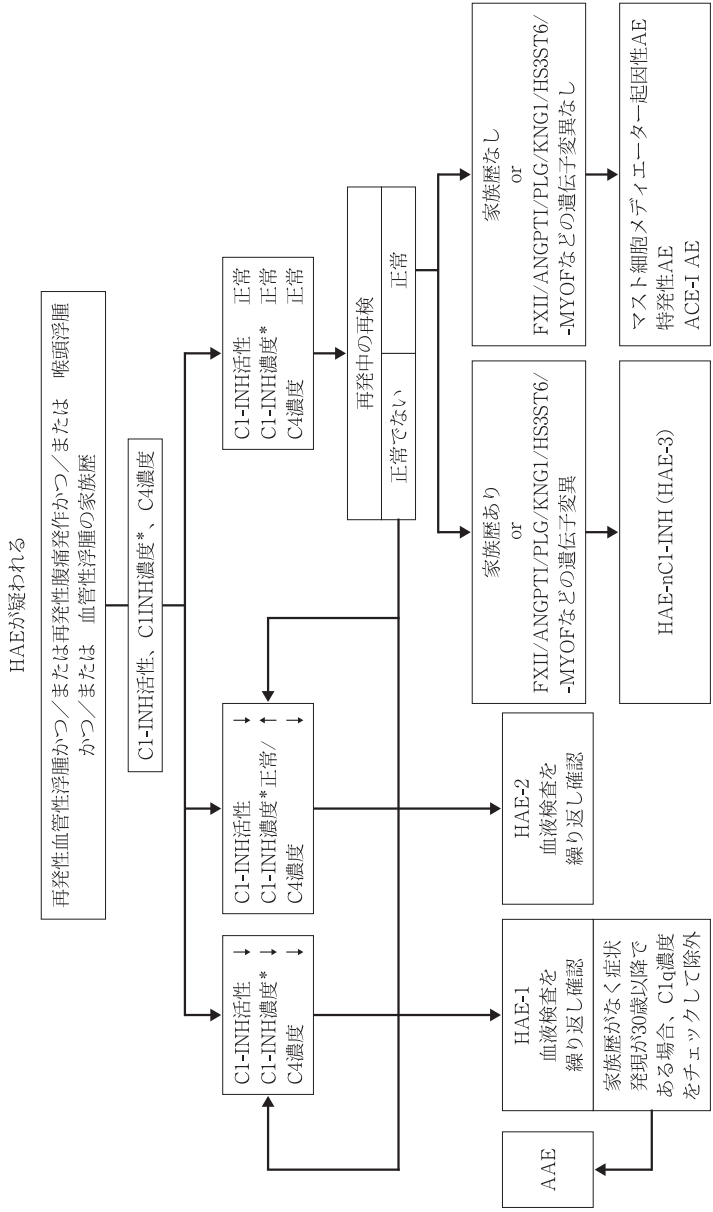 HAEが疑われる
再発性血管性浮腫かつ／または再発性腹痛発作かつ／または　喉頭浮腫
かつ／または　血管性浮腫の家族歴
C1-INH活性、C1INH濃度*、C4濃度
C1-INH活性 ↓
C1-INH濃度* ↓
C4濃度 ↓
C1-INH活性 ↓
C1-INH濃度*正常/↑
C4濃度 ↓
C1-INH活性 正常
C1-INH濃度* 正常
C4濃度 正常
再発中の再検
正常でない
正常
AAE
HAE-1
血液検査を
繰り返し確認
家族歴がなく症状
発現が30歳以降で
ある場合、C1q濃度
をチェックして除外
HAE-2
血液検査を
繰り返し確認
家族歴あり
or
FXII/ANGPTI/PLG/KNG1/HS3ST6/
-MYOFなどの遺伝子変異
HAE-nC1-INH (HAE-3)
家族歴なし
or
FXII/ANGPTI/PLG/KNG1/HS3ST6/
-MYOFなどの遺伝子変異なし
マスト細胞メディエーター起因性AE
特発性AE
ACE-I AE